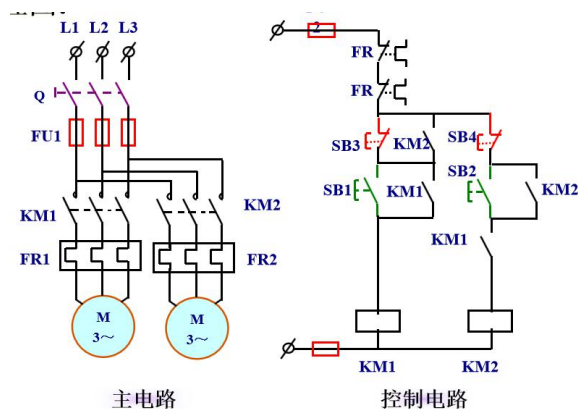 L1 L2 L3
2
FR
Q
FR
FU1
SB3 KM2 SB4
SB1 KM1 SB2 KM2
KM1 KM2
KM1
FR1 FR2
M
3～
M
3～
KM1 KM2
主电路 控制电路